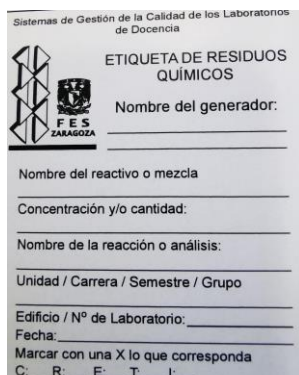 Sistemas de Gestión de la Calidad de los Laboratorios
de Docencia
ETIQUETA DE RESIDUOS
QUÍMICOS
Nombre del generador:
FES
ZARAGOZA
Nombre del reactivo o mezcla
Concentración y/o cantidad:
Nombre de la reacción o análisis:
Unidad / Carrera / Semestre / Grupo
Edificio / Nº de Laboratorio:
Fecha:
Marcar con una X lo que corresponda
C: R: E: T: I: